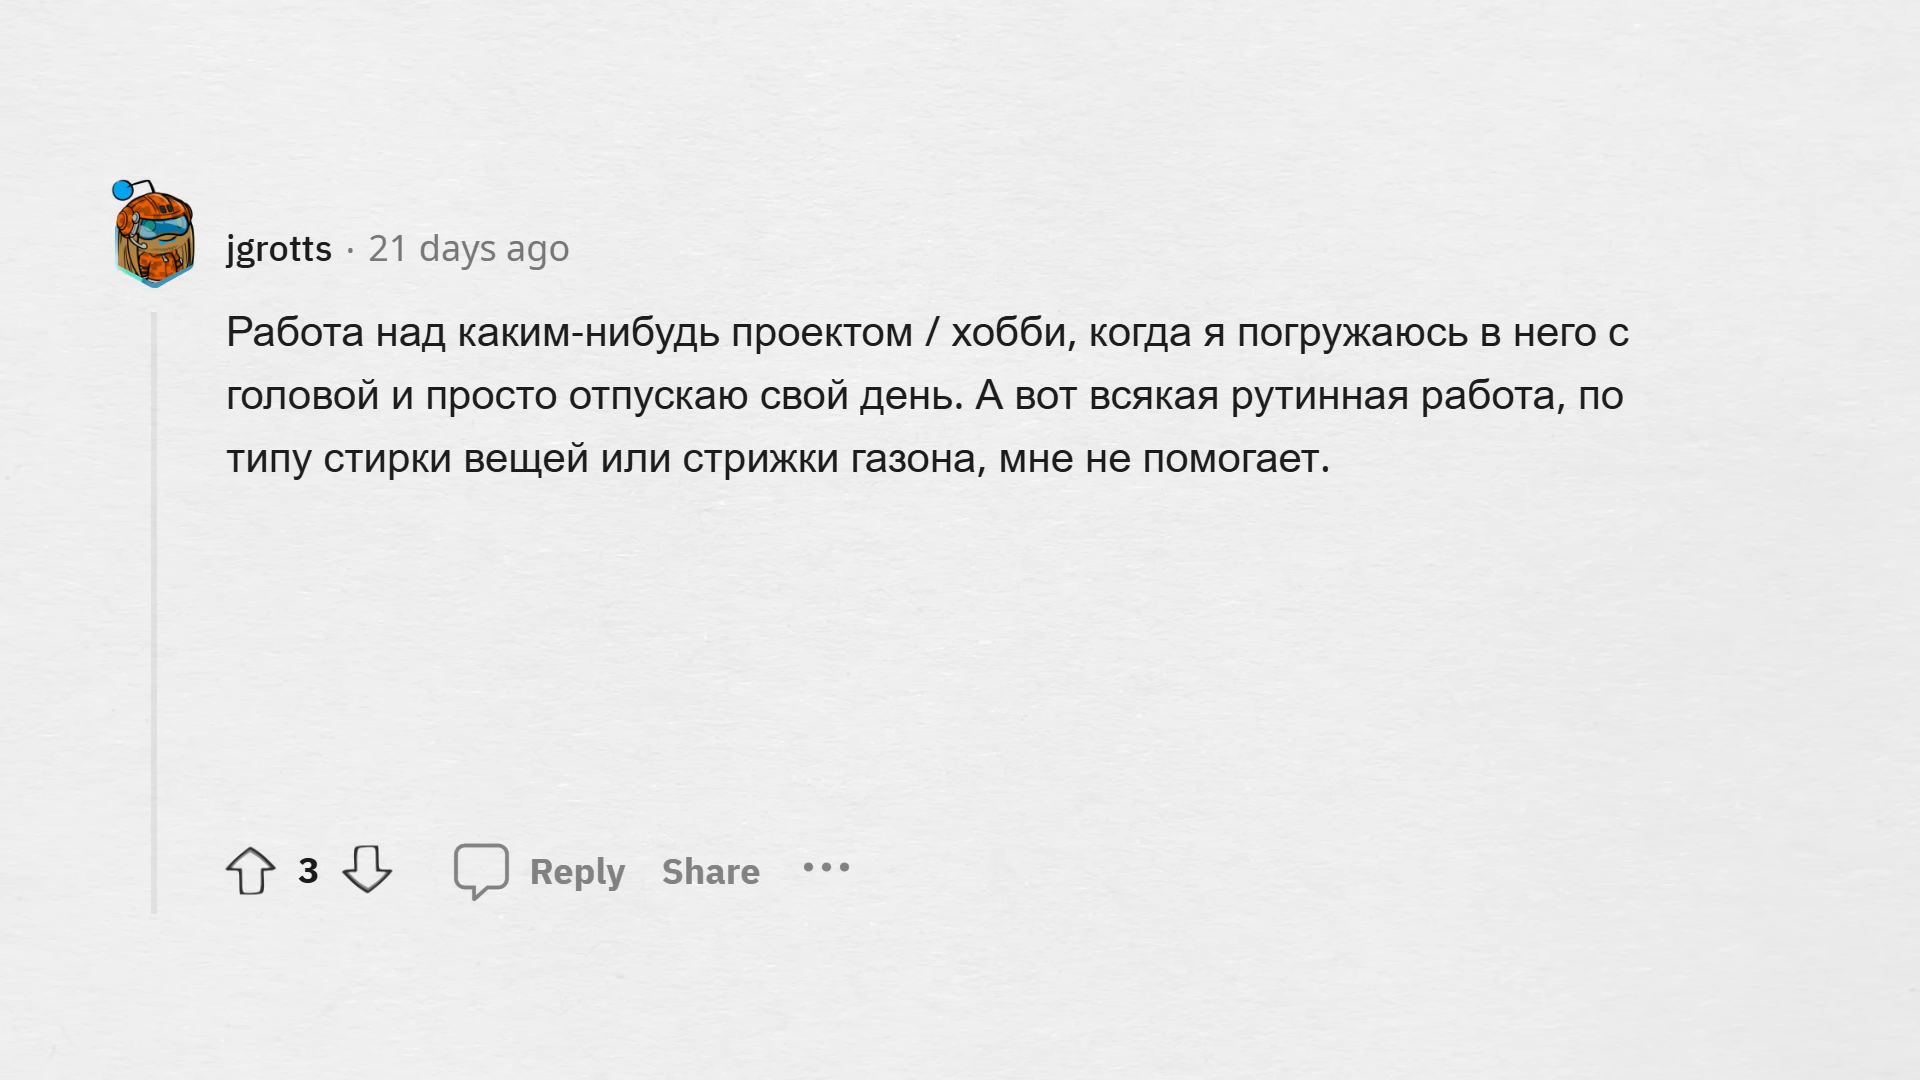 jgrotts · 21 days ago
Работа над каким-нибудь проектом / хобби, когда я погружаюсь в него с
головой и просто отпускаю свой день. А вот всякая рутинная работа, по
типу стирки вещей или стрижки газона, мне не помогает.
3 Reply Share •••